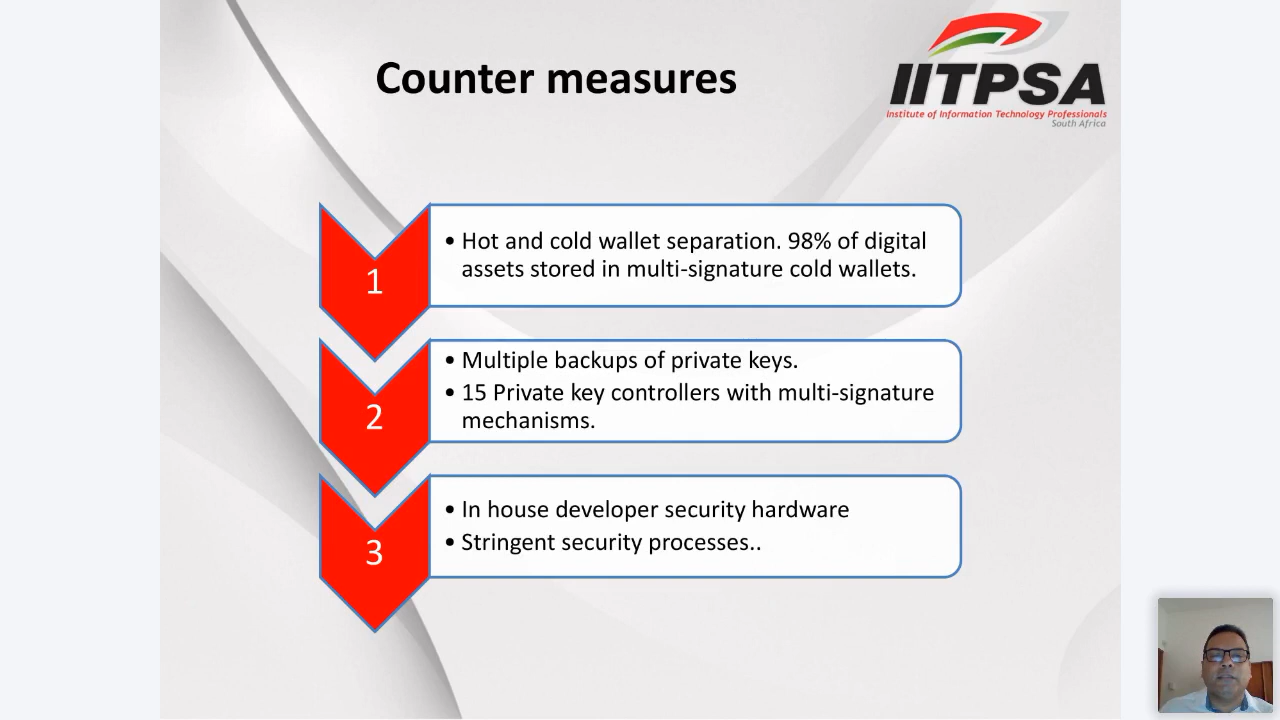 Counter measures
IITPSA
Institute of Information Technology Professionals
South Africa
1
• Hot and cold wallet separation. 98% of digital
assets stored in multi-signature cold wallets.
2
• Multiple backups of private keys.
• 15 Private key controllers with multi-signature
mechanisms.
3
• In house developer security hardware
• Stringent security processes..